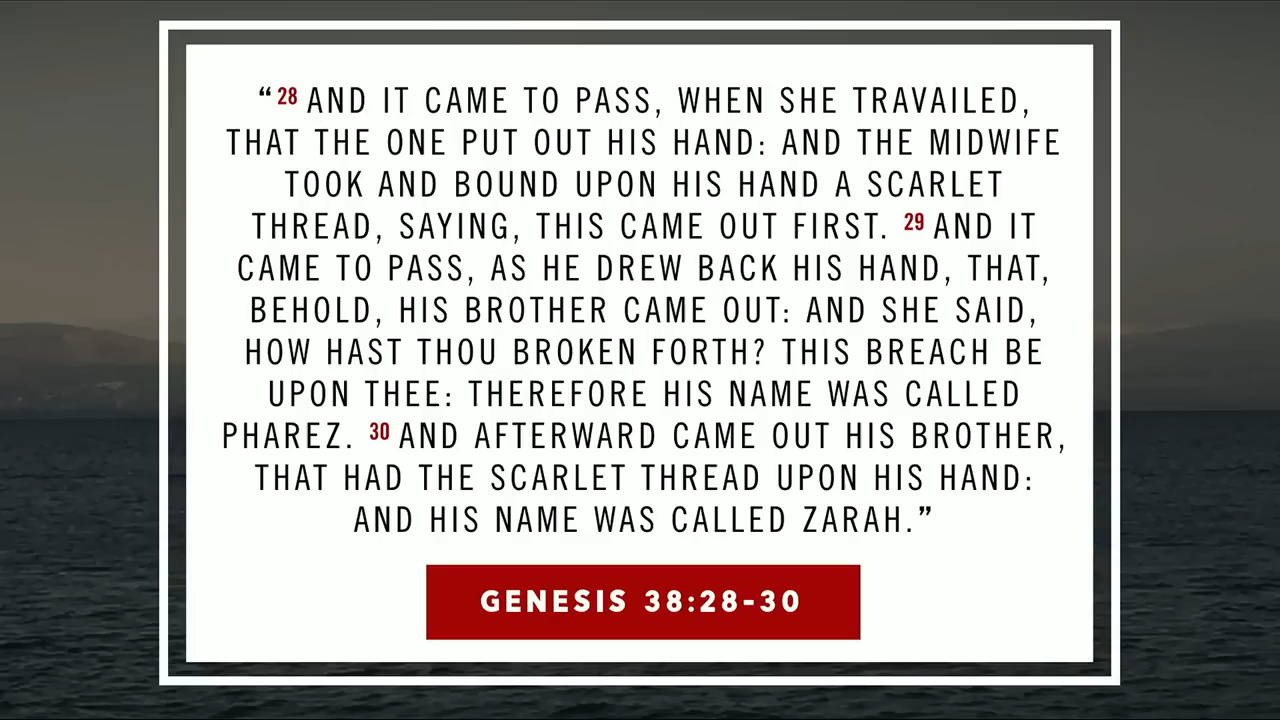 “28 AND IT CAME TO PASS, WHEN SHE TRAVAILED,
THAT THE ONE PUT OUT HIS HAND: AND THE MIDWIFE
TOOK AND BOUND UPON HIS HAND A SCARLET
THREAD, SAYING, THIS CAME OUT FIRST. 29 AND IT
CAME TO PASS, AS HE DREW BACK HIS HAND, THAT,
BEHOLD, HIS BROTHER CAME OUT: AND SHE SAID,
HOW HAST THOU BROKEN FORTH? THIS BREACH BE
UPON THEE: THEREFORE HIS NAME WAS CALLED
PHAREZ. 30 AND AFTERWARD CAME OUT HIS BROTHER,
THAT HAD THE SCARLET THREAD UPON HIS HAND:
AND HIS NAME WAS CALLED ZARAH.”
GENESIS 38:28-30